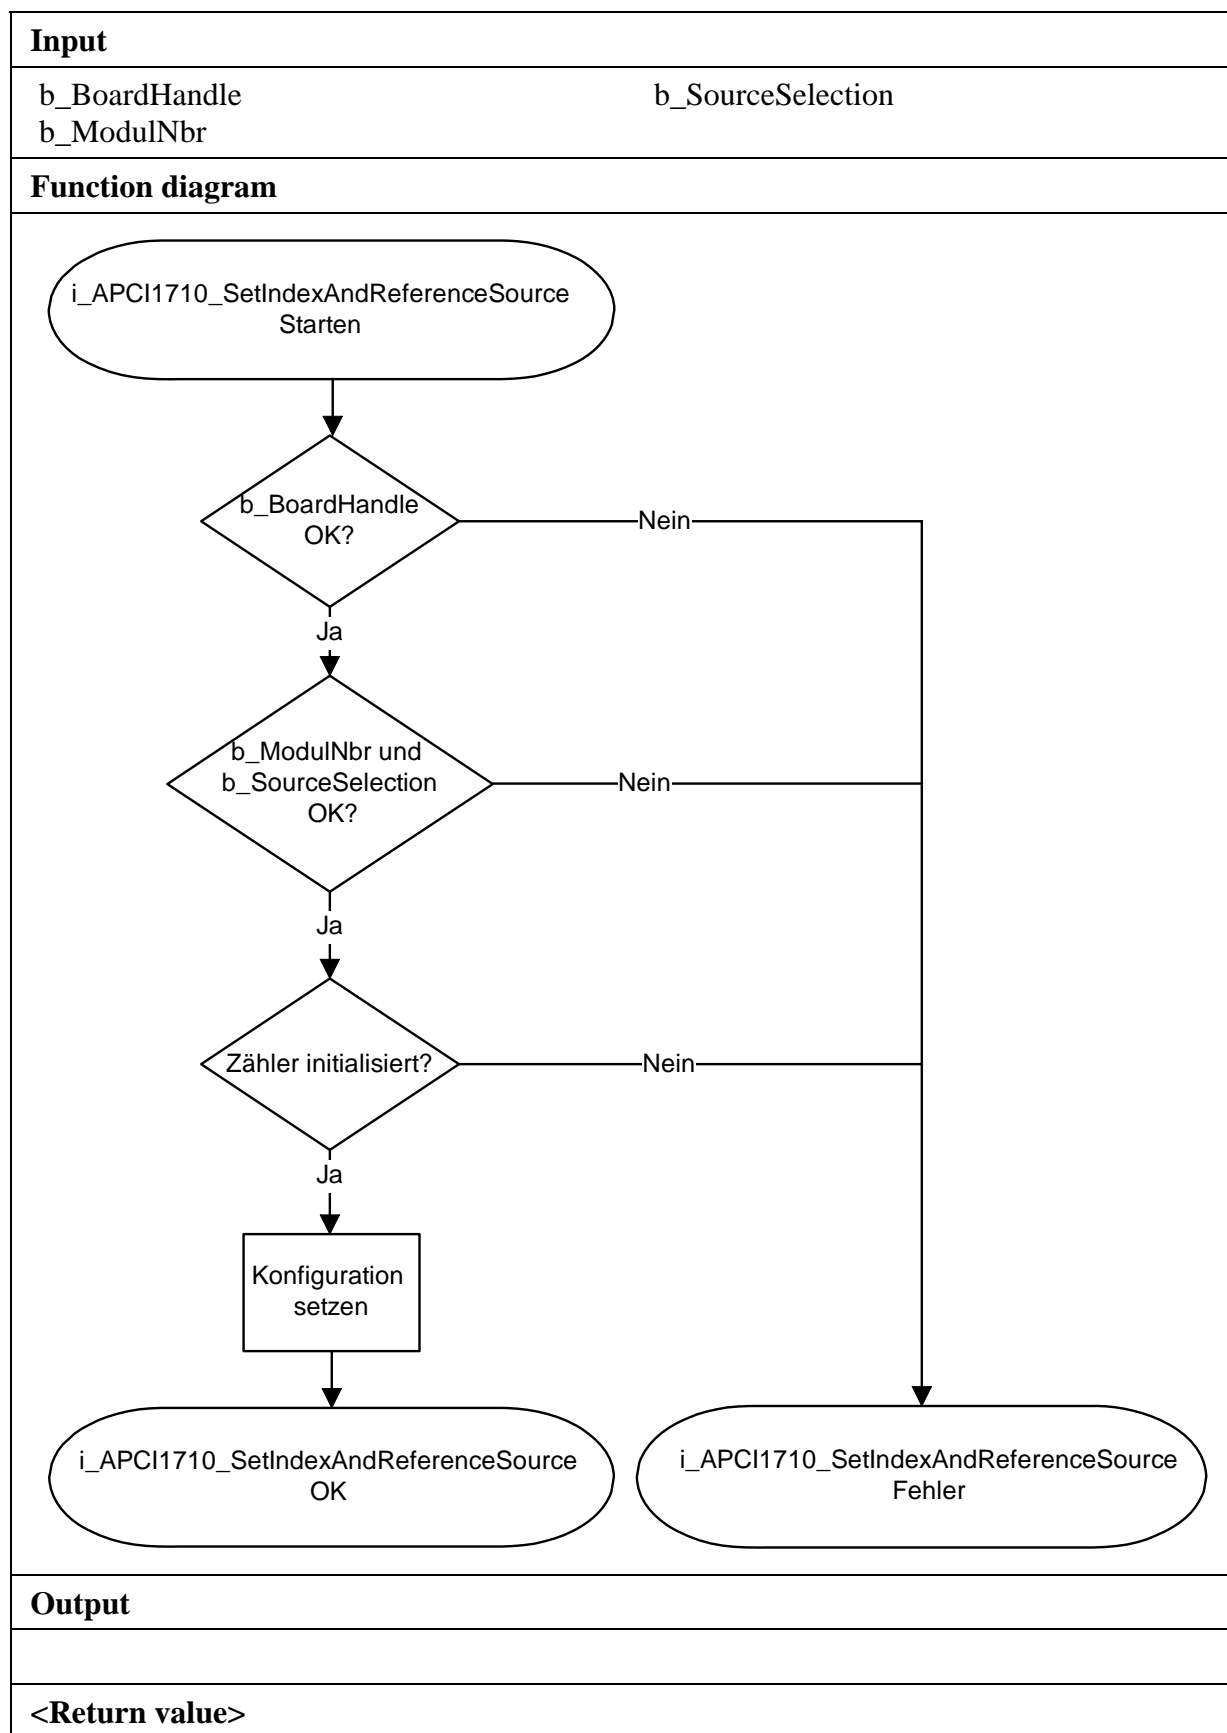 Input
b_BoardHandle b_SourceSelection
b_ModulNbr
Function diagram
i_APCI1710_SetIndexAndReferenceSource
Starten
b_BoardHandle
OK?
Nein
Ja
b_ModulNbr und
b_SourceSelection
OK?
Nein
Ja
Zähler initialisiert?
Nein
Ja
Konfiguration
setzen
i_APCI1710_SetIndexAndReferenceSource
OK
i_APCI1710_SetIndexAndReferenceSource
Fehler
Output
<Return value>